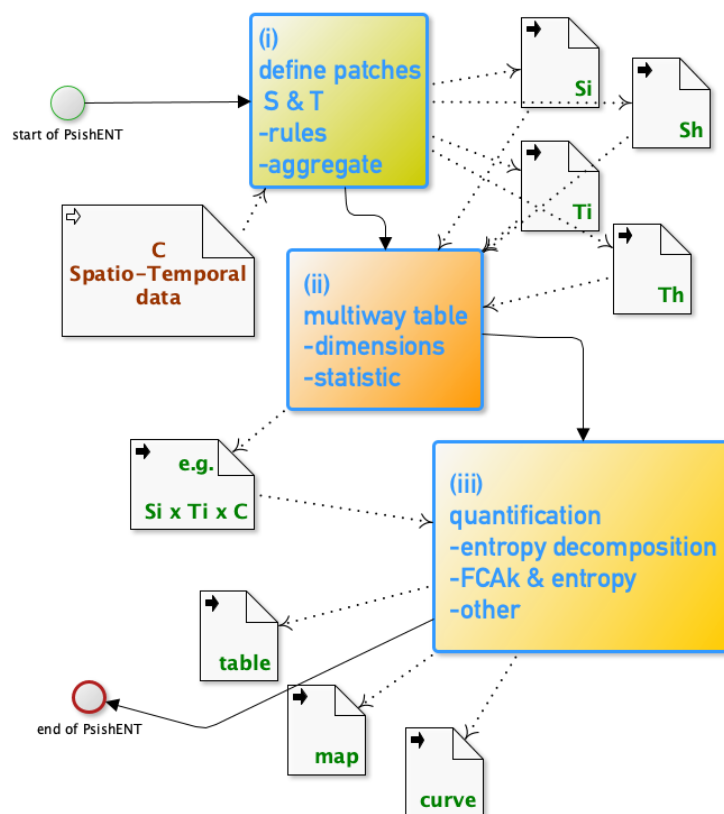 (i)
define patches
S & T
-rules
-aggregate
Si
Sh
start of PsishENT
Ti
C
Spatio-Temporal
data
Th
(ii)
multiway table
-dimensions
-statistic
e.g.
Si x Ti x C
(iii)
quantification
-entropy decomposition
-FCAk & entropy
-other
table
end of PsishENT
map
curve